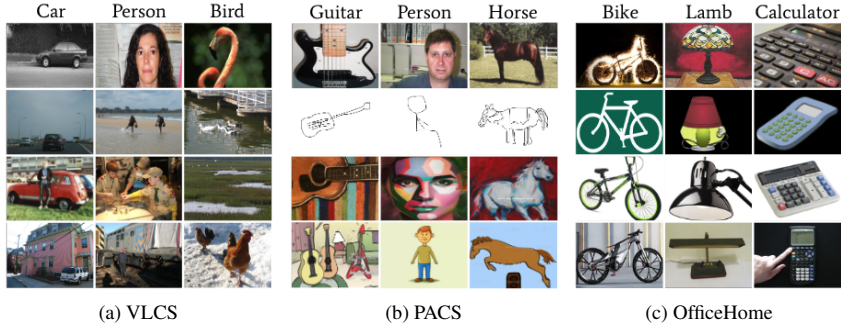 Car Person Bird
Guitar Person Horse
Bike Lamb Calculator
(a) VLCS
(b) PACS
(c) OfficeHome